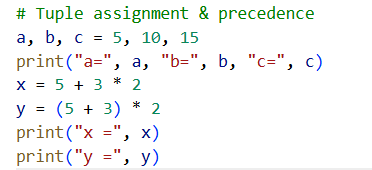 # Tuple assignment & precedence
a, b, c = 5, 10, 15
print("a=", a, "b=", b, "c=", c)
x = 5 + 3 * 2
y = (5 + 3) * 2
print("x =", x)
print("y =", y)